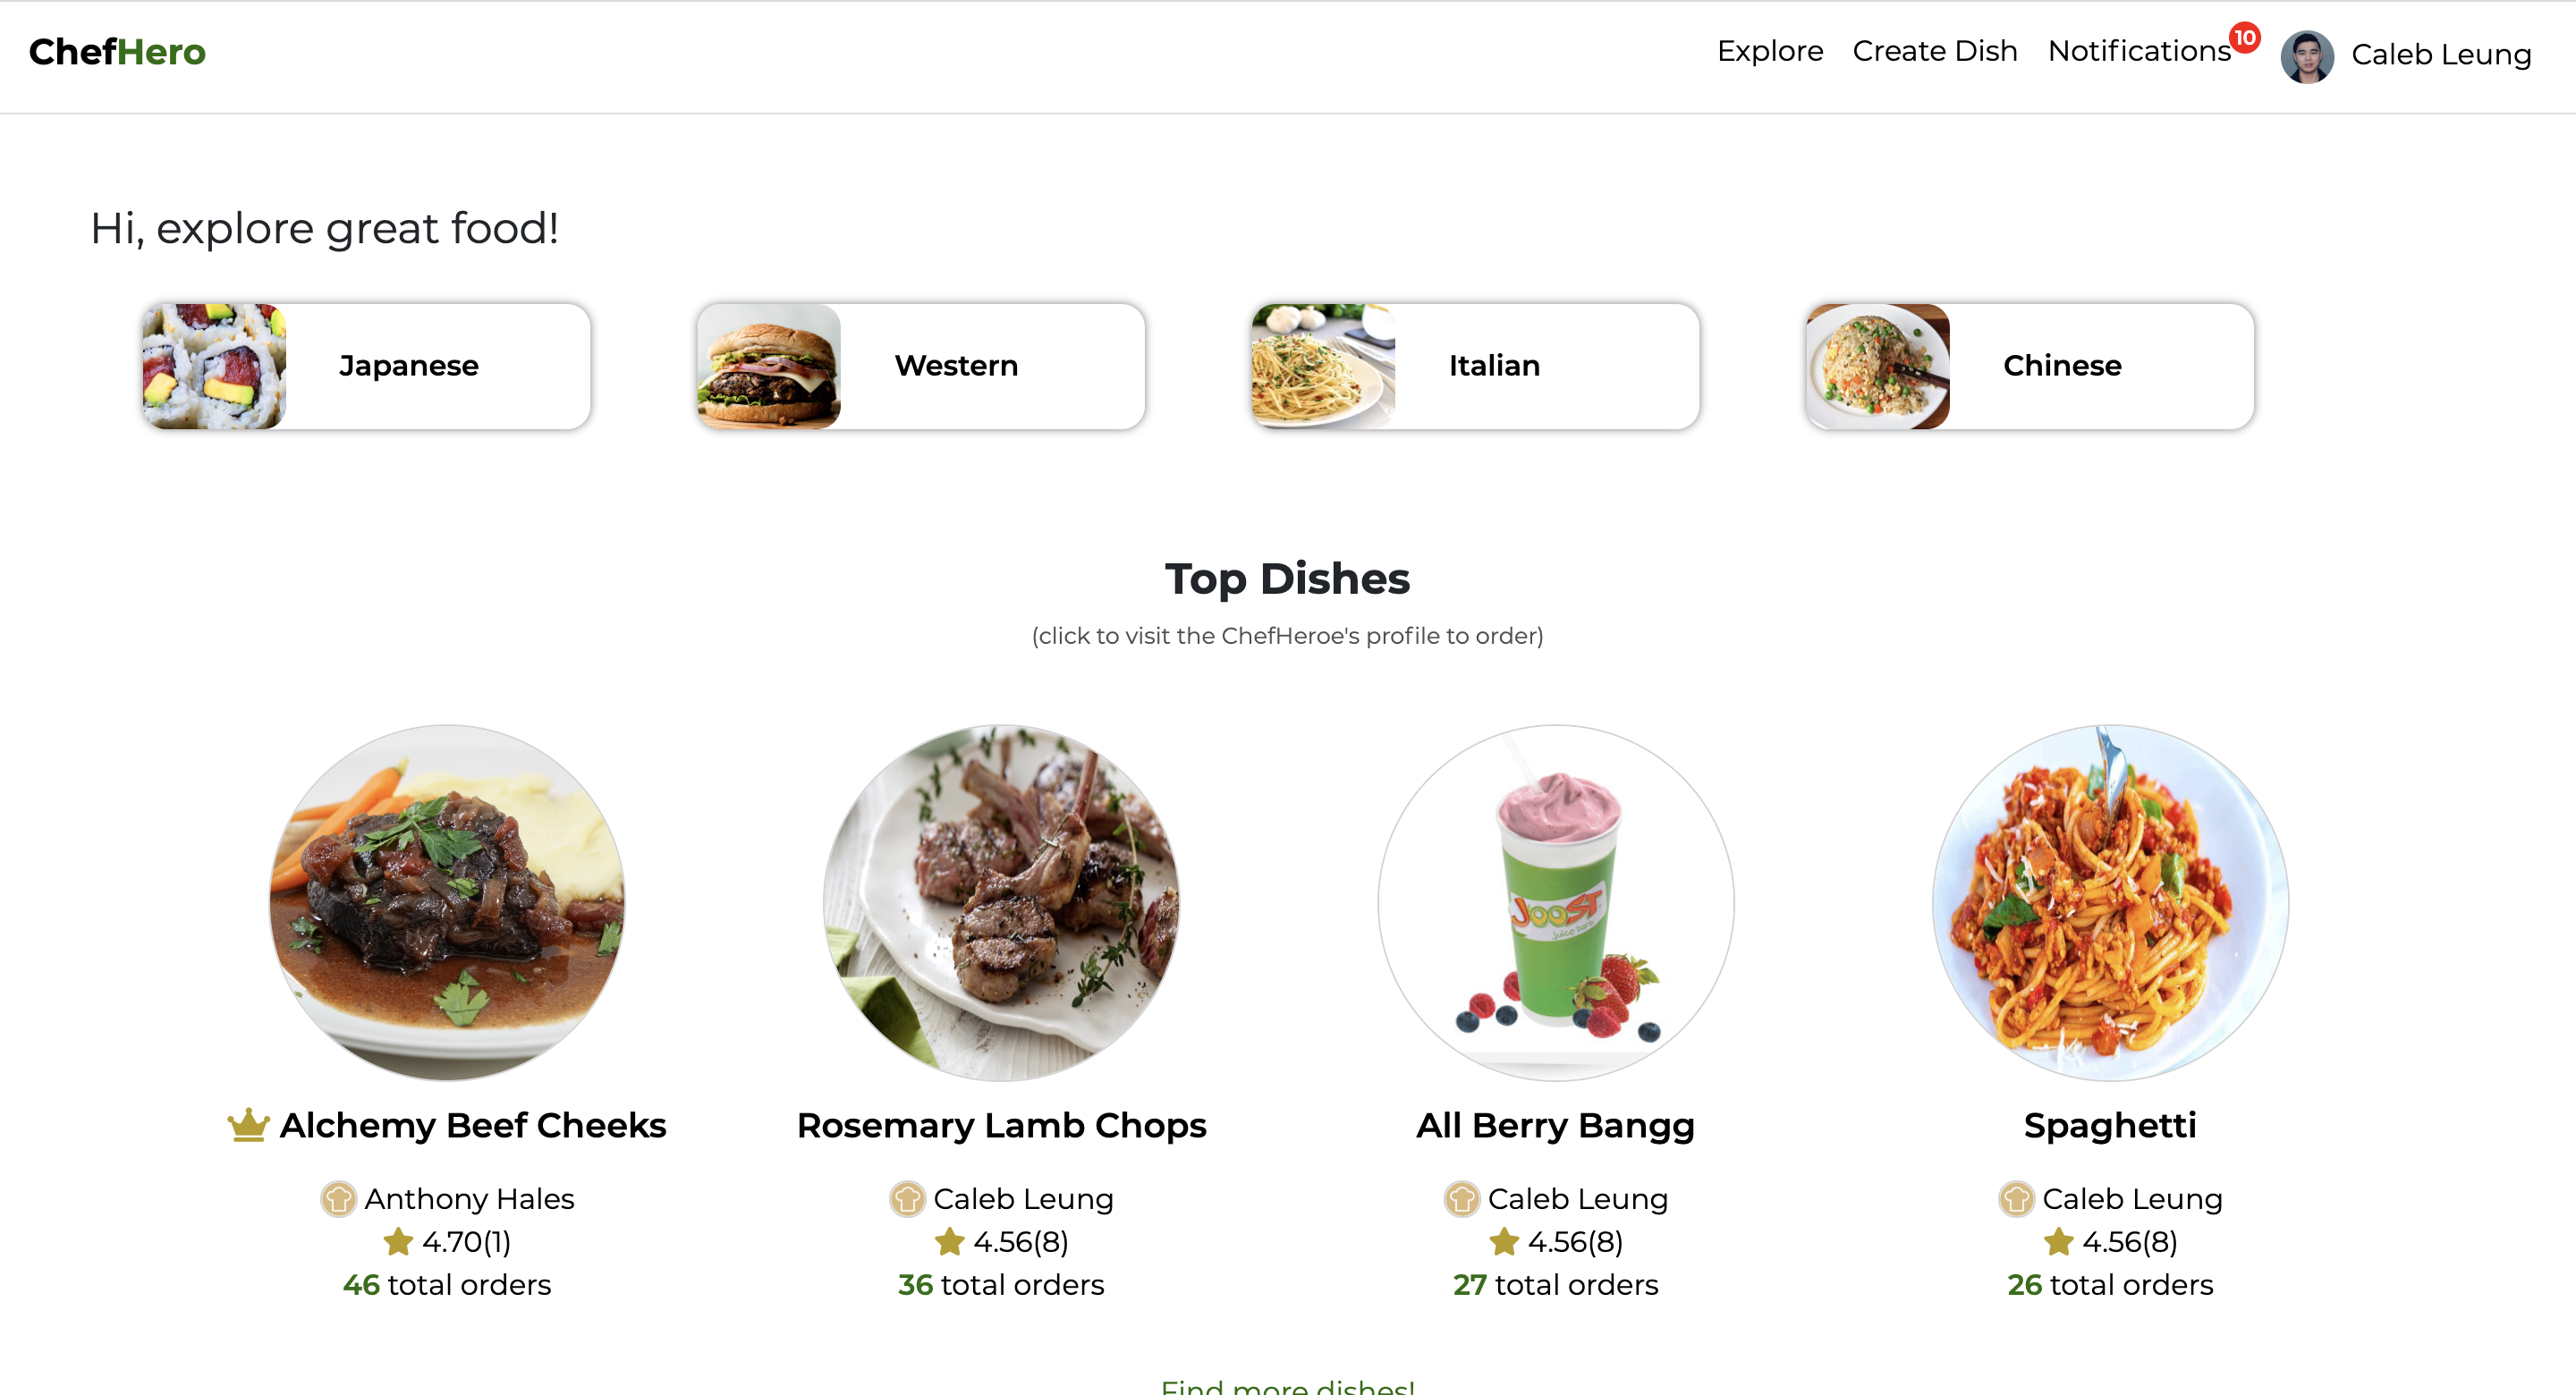 ChefHero
Explore Create Dish Notifications 10 Caleb Leung
Hi, explore great food!
Japanese
Western
Italian
Chinese
Top Dishes
(click to visit the ChefHeroe's profile to order)
JOOST
juice bars
Alchemy Beef Cheeks
Anthony Hales
4.70(1)
46 total orders
Rosemary Lamb Chops
Caleb Leung
4.56(8)
36 total orders
All Berry Bangg
Caleb Leung
4.56(8)
27 total orders
Spaghetti
Caleb Leung
4.56(8)
26 total orders
Find more dishes!